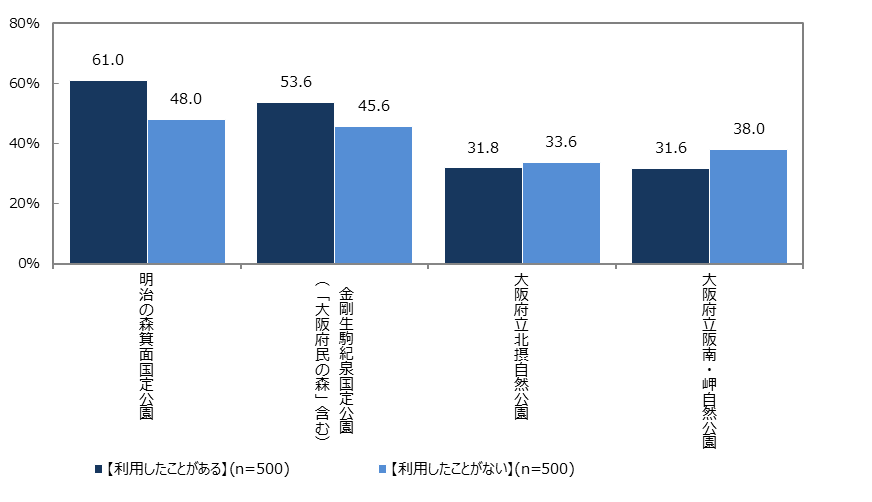 80%
60%
40%
20%
0%
61.0
48.0
53.6
45.6
31.8
33.6
31.6
38.0
明治の森箕面国定公園
金剛生駒紀泉国定公園
（「大阪府民の森」含む）
大阪府立北摂自然公園
大阪府立阪南・岬自然公園
【利用したことがある】(n=500)
【利用したことがない】(n=500)